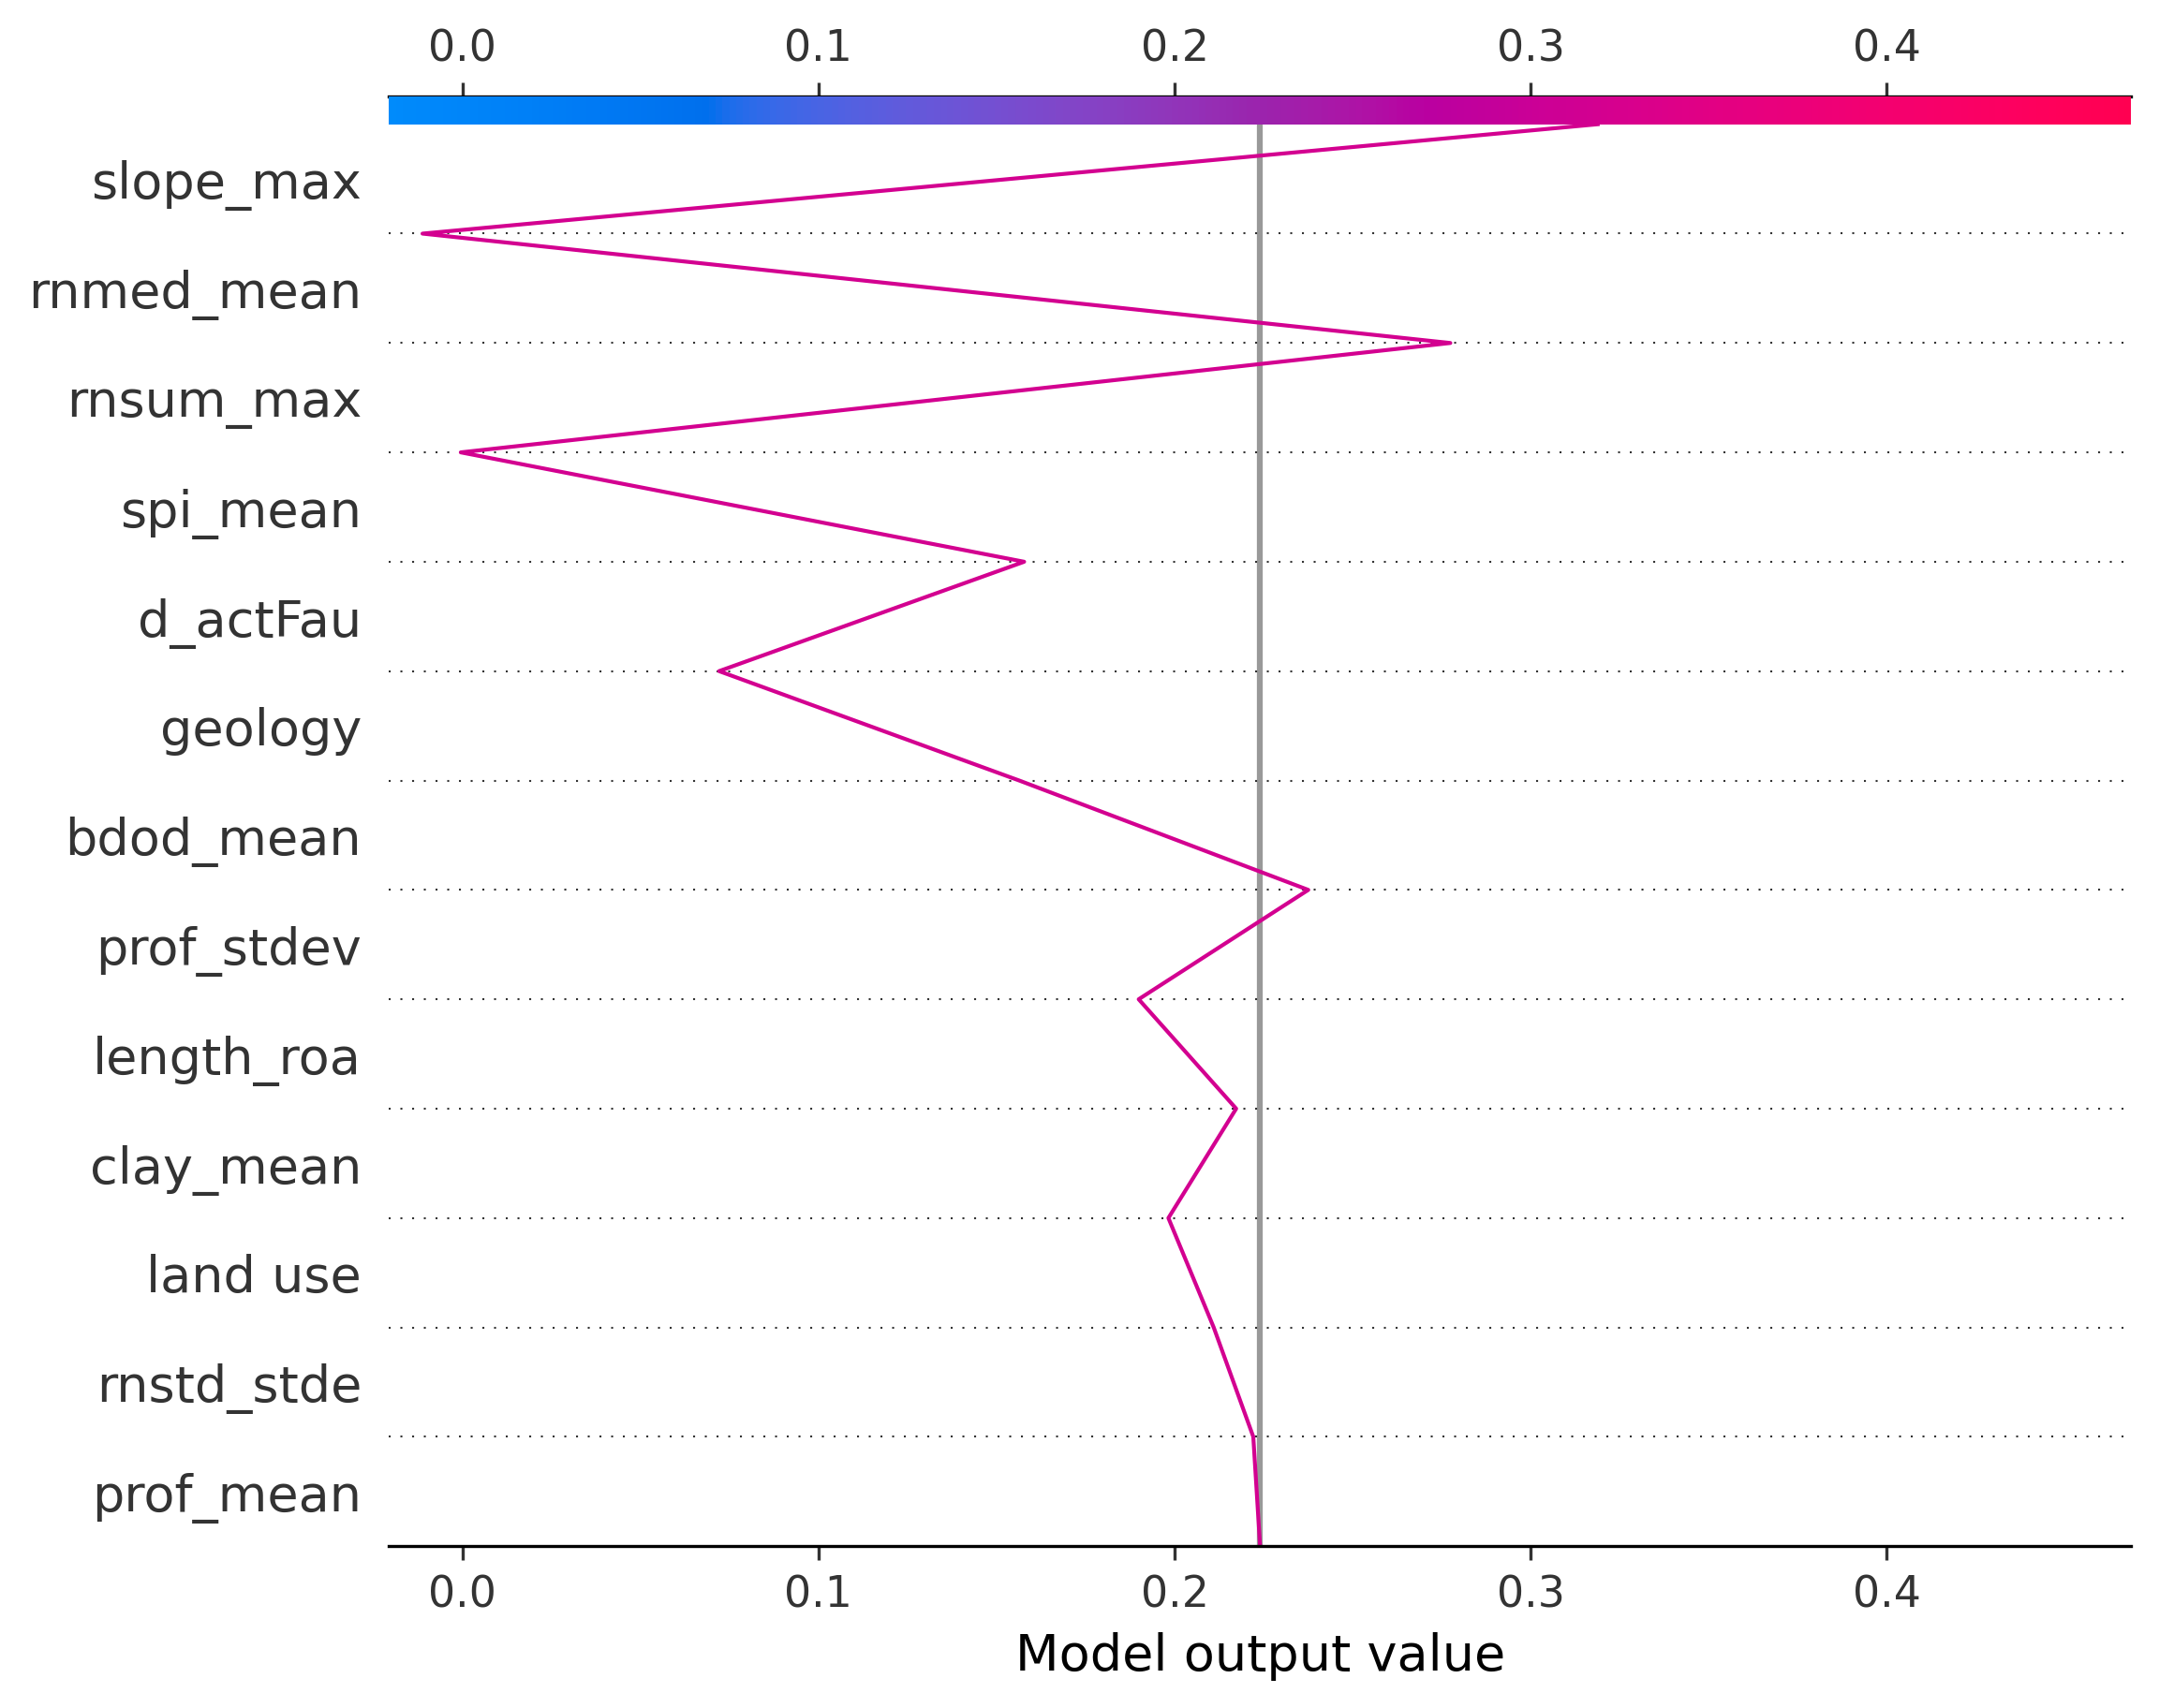 0.0 0.1 0.2 0.3 0.4
slope_max
rnmed_mean
rnsum_max
spi_mean
d_actFau
geology
bdod_mean
prof_stdev
length_roa
clay_mean
land use
rnstd_stde
prof_mean
0.0 0.1 0.2 0.3 0.4
Model output value